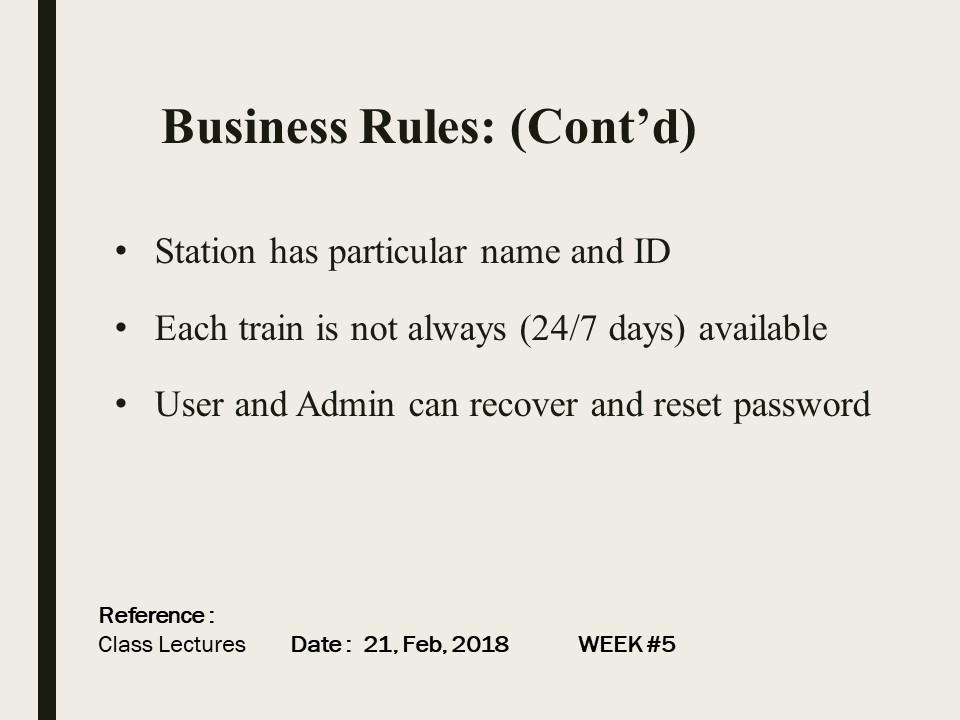 Business Rules: (Cont’d)
• Station has particular name and ID
• Each train is not always (24/7 days) available
• User and Admin can recover and reset password
Reference :
Class Lectures Date : 21, Feb, 2018 WEEK #5